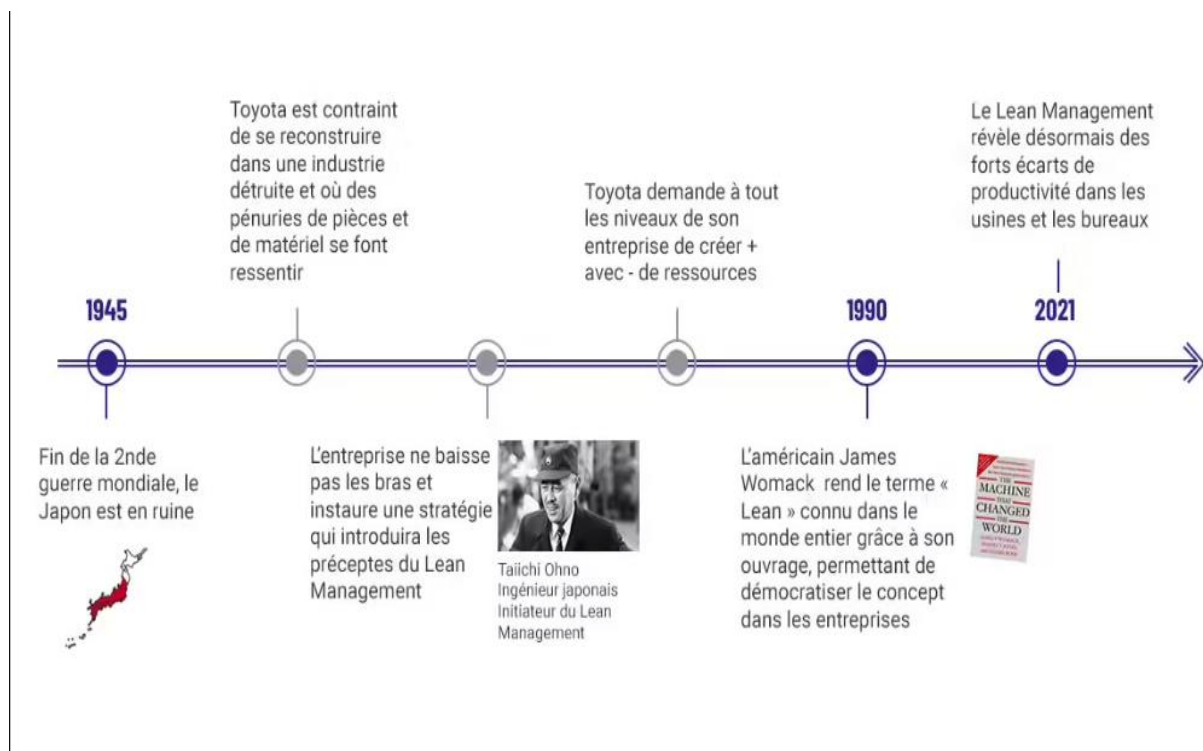 Toyota est contraint
de se reconstruire
dans une industrie
détruite et où des
pénuries de pièces et
de matériel se font
ressentir
Toyota demande à tout
les niveaux de son
entreprise de créer +
avec - de ressources
Le Lean Management
révèle désormais des
forts écarts de
productivité dans les
usines et les bureaux
1945
1990
2021
Fin de la 2nde
guerre mondiale, le
Japon est en ruine
L'entreprise ne baisse
pas les bras et
instaure une stratégie
qui introduira les
préceptes du Lean
Management
Taiichi Ohno
Ingénieur japonais
Initiateur du Lean
Management
L'américain James
Womack rend le terme «
Lean » connu dans le
monde entier grâce à son
ouvrage, permettant de
démocratiser le concept
dans les entreprises
THE
MACHINE
THAT
CHANGED
THE
WORLD